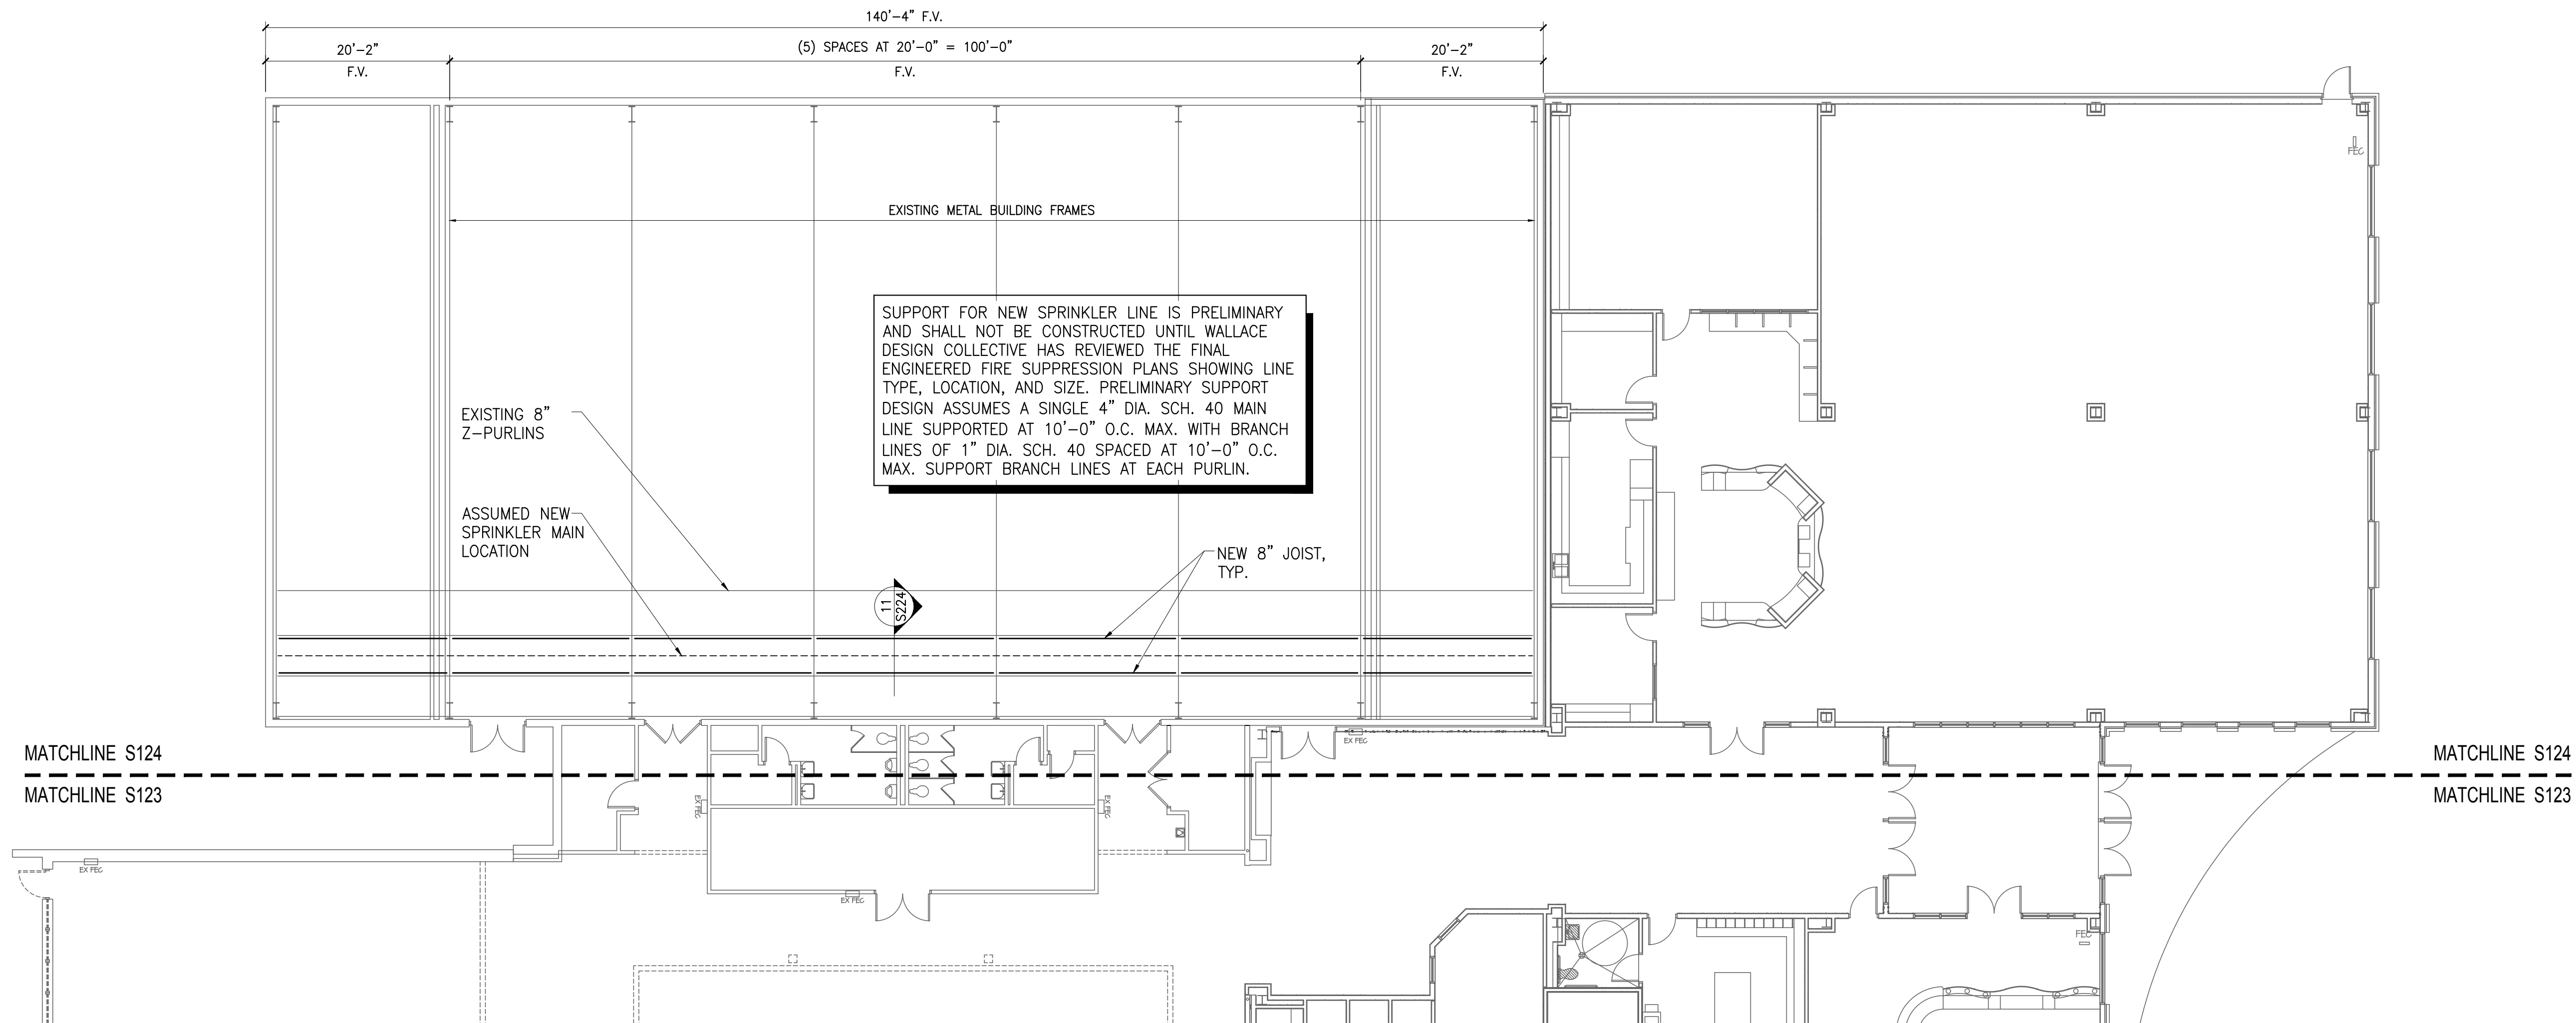 140'-4" F.V.
20'-2"
(5) SPACES AT 20'-0" = 100'-0"
20'-2"
F.V.
F.V.
F.V.
FEC
EXISTING METAL BUILDING FRAMES
SUPPORT FOR NEW SPRINKLER LINE IS PRELIMINARY
AND SHALL NOT BE CONSTRUCTED UNTIL WALLACE
DESIGN COLLECTIVE HAS REVIEWED THE FINAL
ENGINEERED FIRE SUPPRESSION PLANS SHOWING LINE
TYPE, LOCATION, AND SIZE. PRELIMINARY SUPPORT
DESIGN ASSUMES A SINGLE 4" DIA. SCH. 40 MAIN
LINE SUPPORTED AT 10'-0" O.C. MAX. WITH BRANCH
LINES OF 1" DIA. SCH. 40 SPACED AT 10'-0" O.C.
MAX. SUPPORT BRANCH LINES AT EACH PURLIN.
EXISTING 8"
Z-PURLINS
ASSUMED NEW
SPRINKLER MAIN
LOCATION
NEW 8" JOIST,
TYP.
11
S224
EX FEC
MATCHLINE S124
MATCHLINE S124
MATCHLINE S123
MATCHLINE S123
EX FEC
EX FEC
EX FEC
EX FEC
FEC